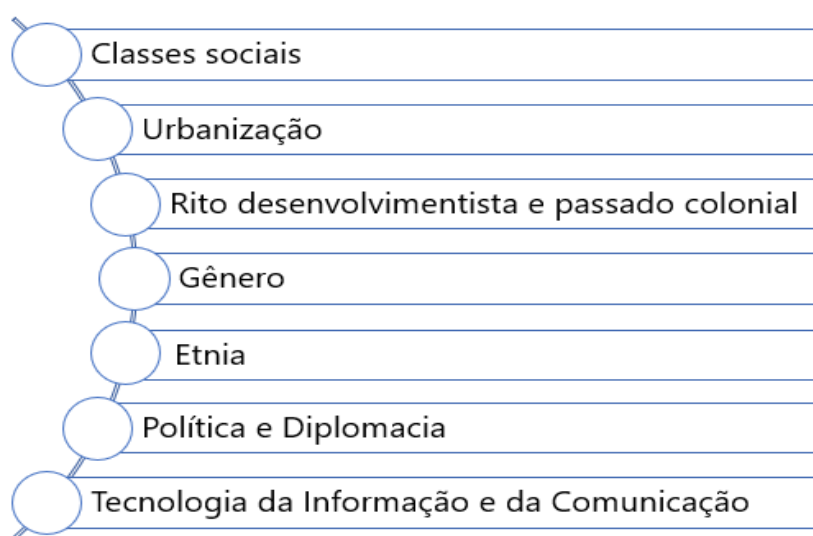 Classes sociais
Urbanização
Rito desenvolvimentista e passado colonial
Gênero
Etnia
Política e Diplomacia
Tecnologia da Informação e da Comunicação